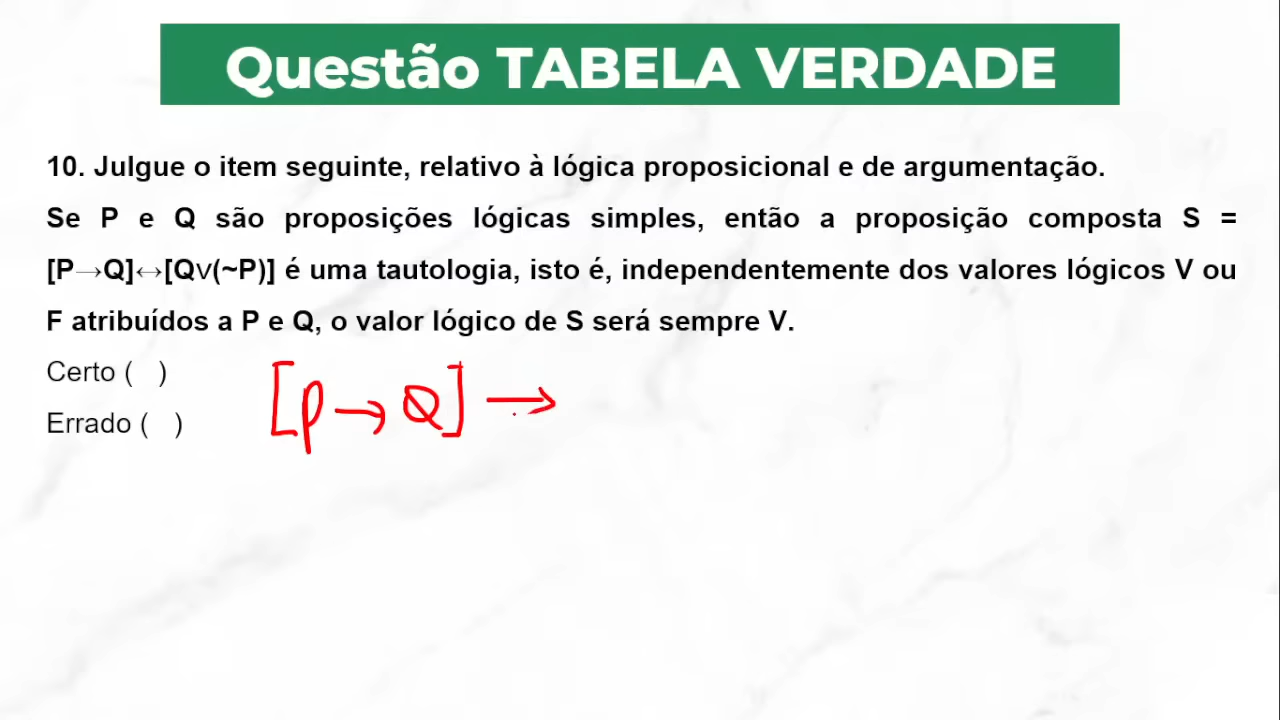 Questão TABELA VERDADE
10. Julgue o item seguinte, relativo à lógica proposicional e de argumentação.
Se P e Q são proposições lógicas simples, então a proposição composta S =
[P→Q]↔[Q∨(~P)] é uma tautologia, isto é, independentemente dos valores lógicos V ou
F atribuídos a P e Q, o valor lógico de S será sempre V.
Certo ( )
Errado ( )
[P→Q] →